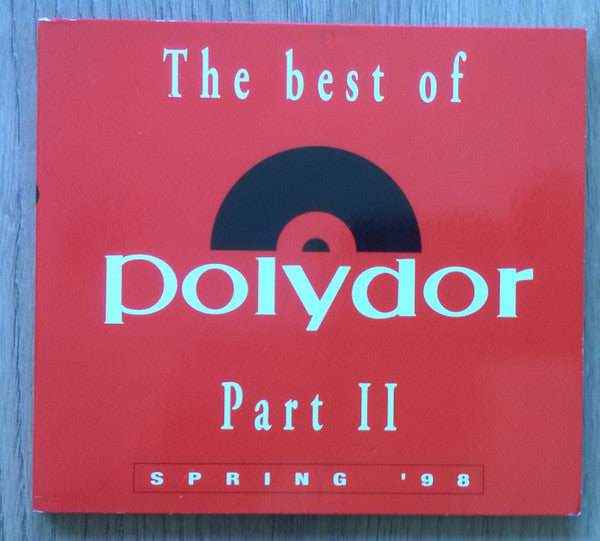 The best of
polydor
Part II
SPRING '98